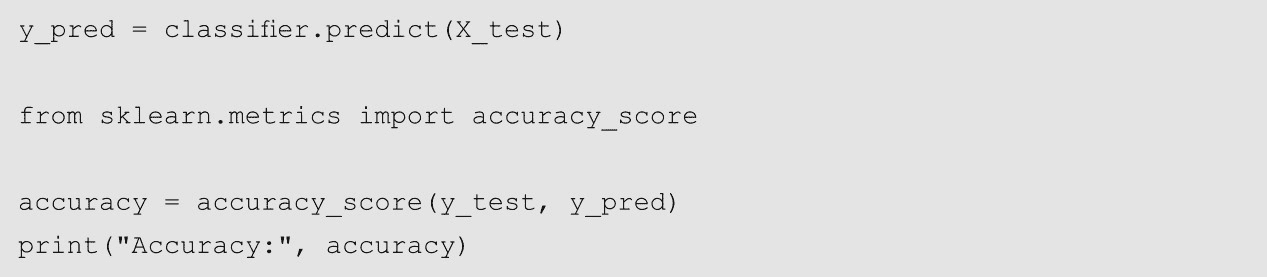 y_pred = classifier.predict(X_test)
from sklearn.metrics import accuracy_score
accuracy = accuracy_score(y_test, y_pred)
print("Accuracy:", accuracy)